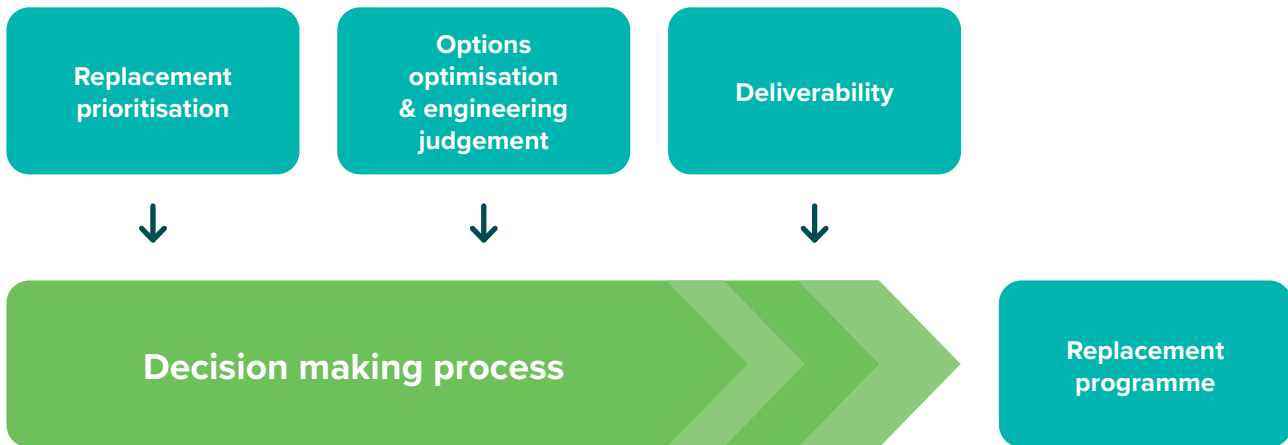 Replacement
prioritisation
Options
optimisation
& engineering
judgement
Deliverability
Decision making process
Replacement
programme